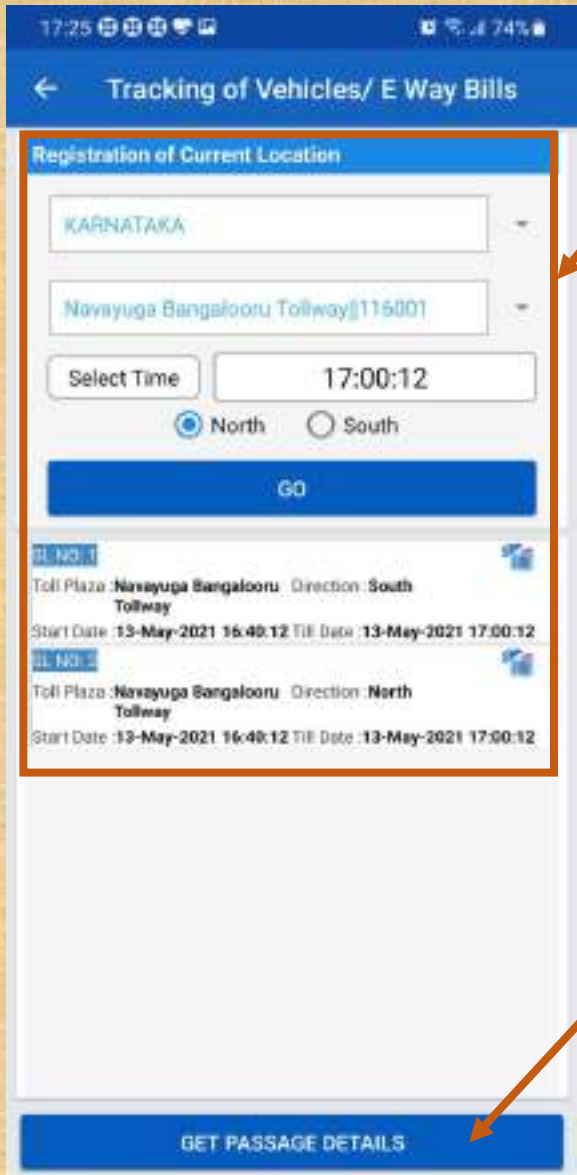 17:25 74%
Tracking of Vehicles/ E Way Bills
Registration of Current Location
KARNATAKA
Navayuga Bangalooru Tollway||116001
Select Time 17:00:12
North South
GO
SL NO: 1
Toll Plaza :Navayuga Bangalooru Direction :South
Tollway
Start Date :13-May-2021 16:40:12 Till Date :13-May-2021 17:00:12
SL NO:
Toll Plaza :Navayuga Bangalooru Direction :North
Tollway
Start Date :13-May-2021 16:40:12 Till Date :13-May-2021 17:00:12
GET PASSAGE DETAILS